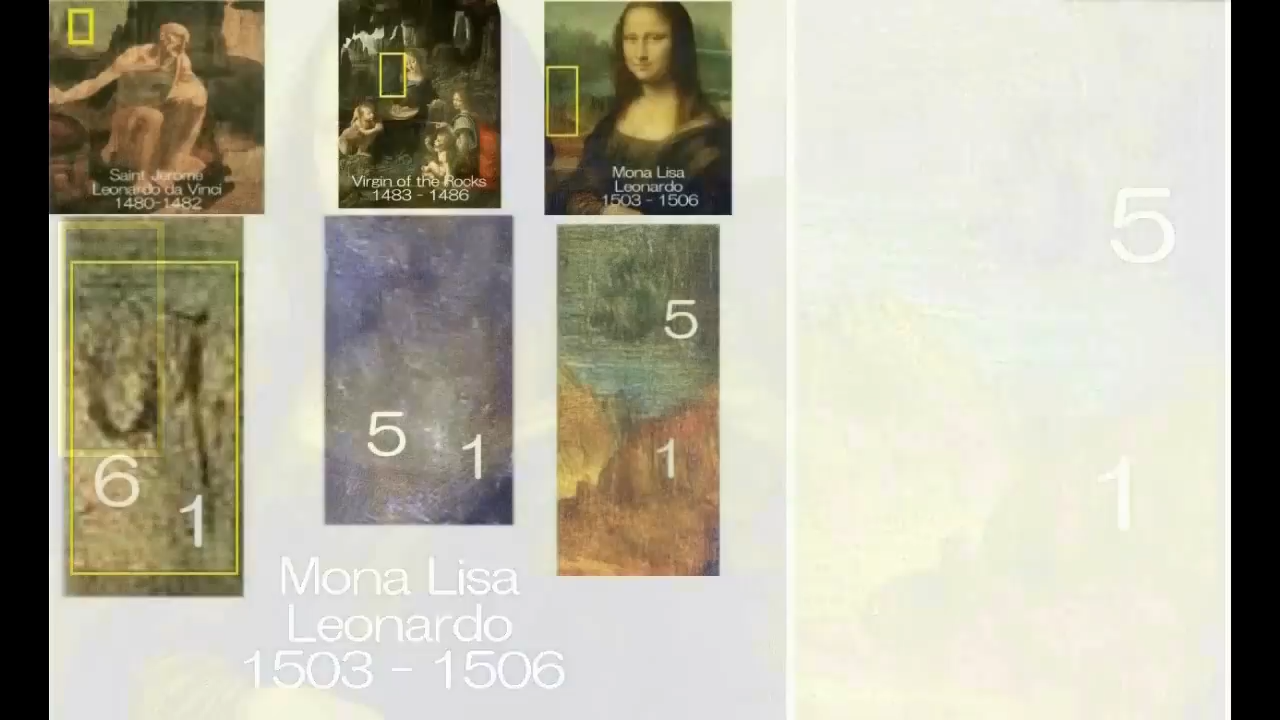 Saint Jerome
Leonardo da Vinci
1480-1482
Virgin of the Rocks
1483 - 1486
Mona Lisa
Leonardo
1503 - 1506
6
1
5
1
5
1
5
1
Mona Lisa
Leonardo
1503 - 1506